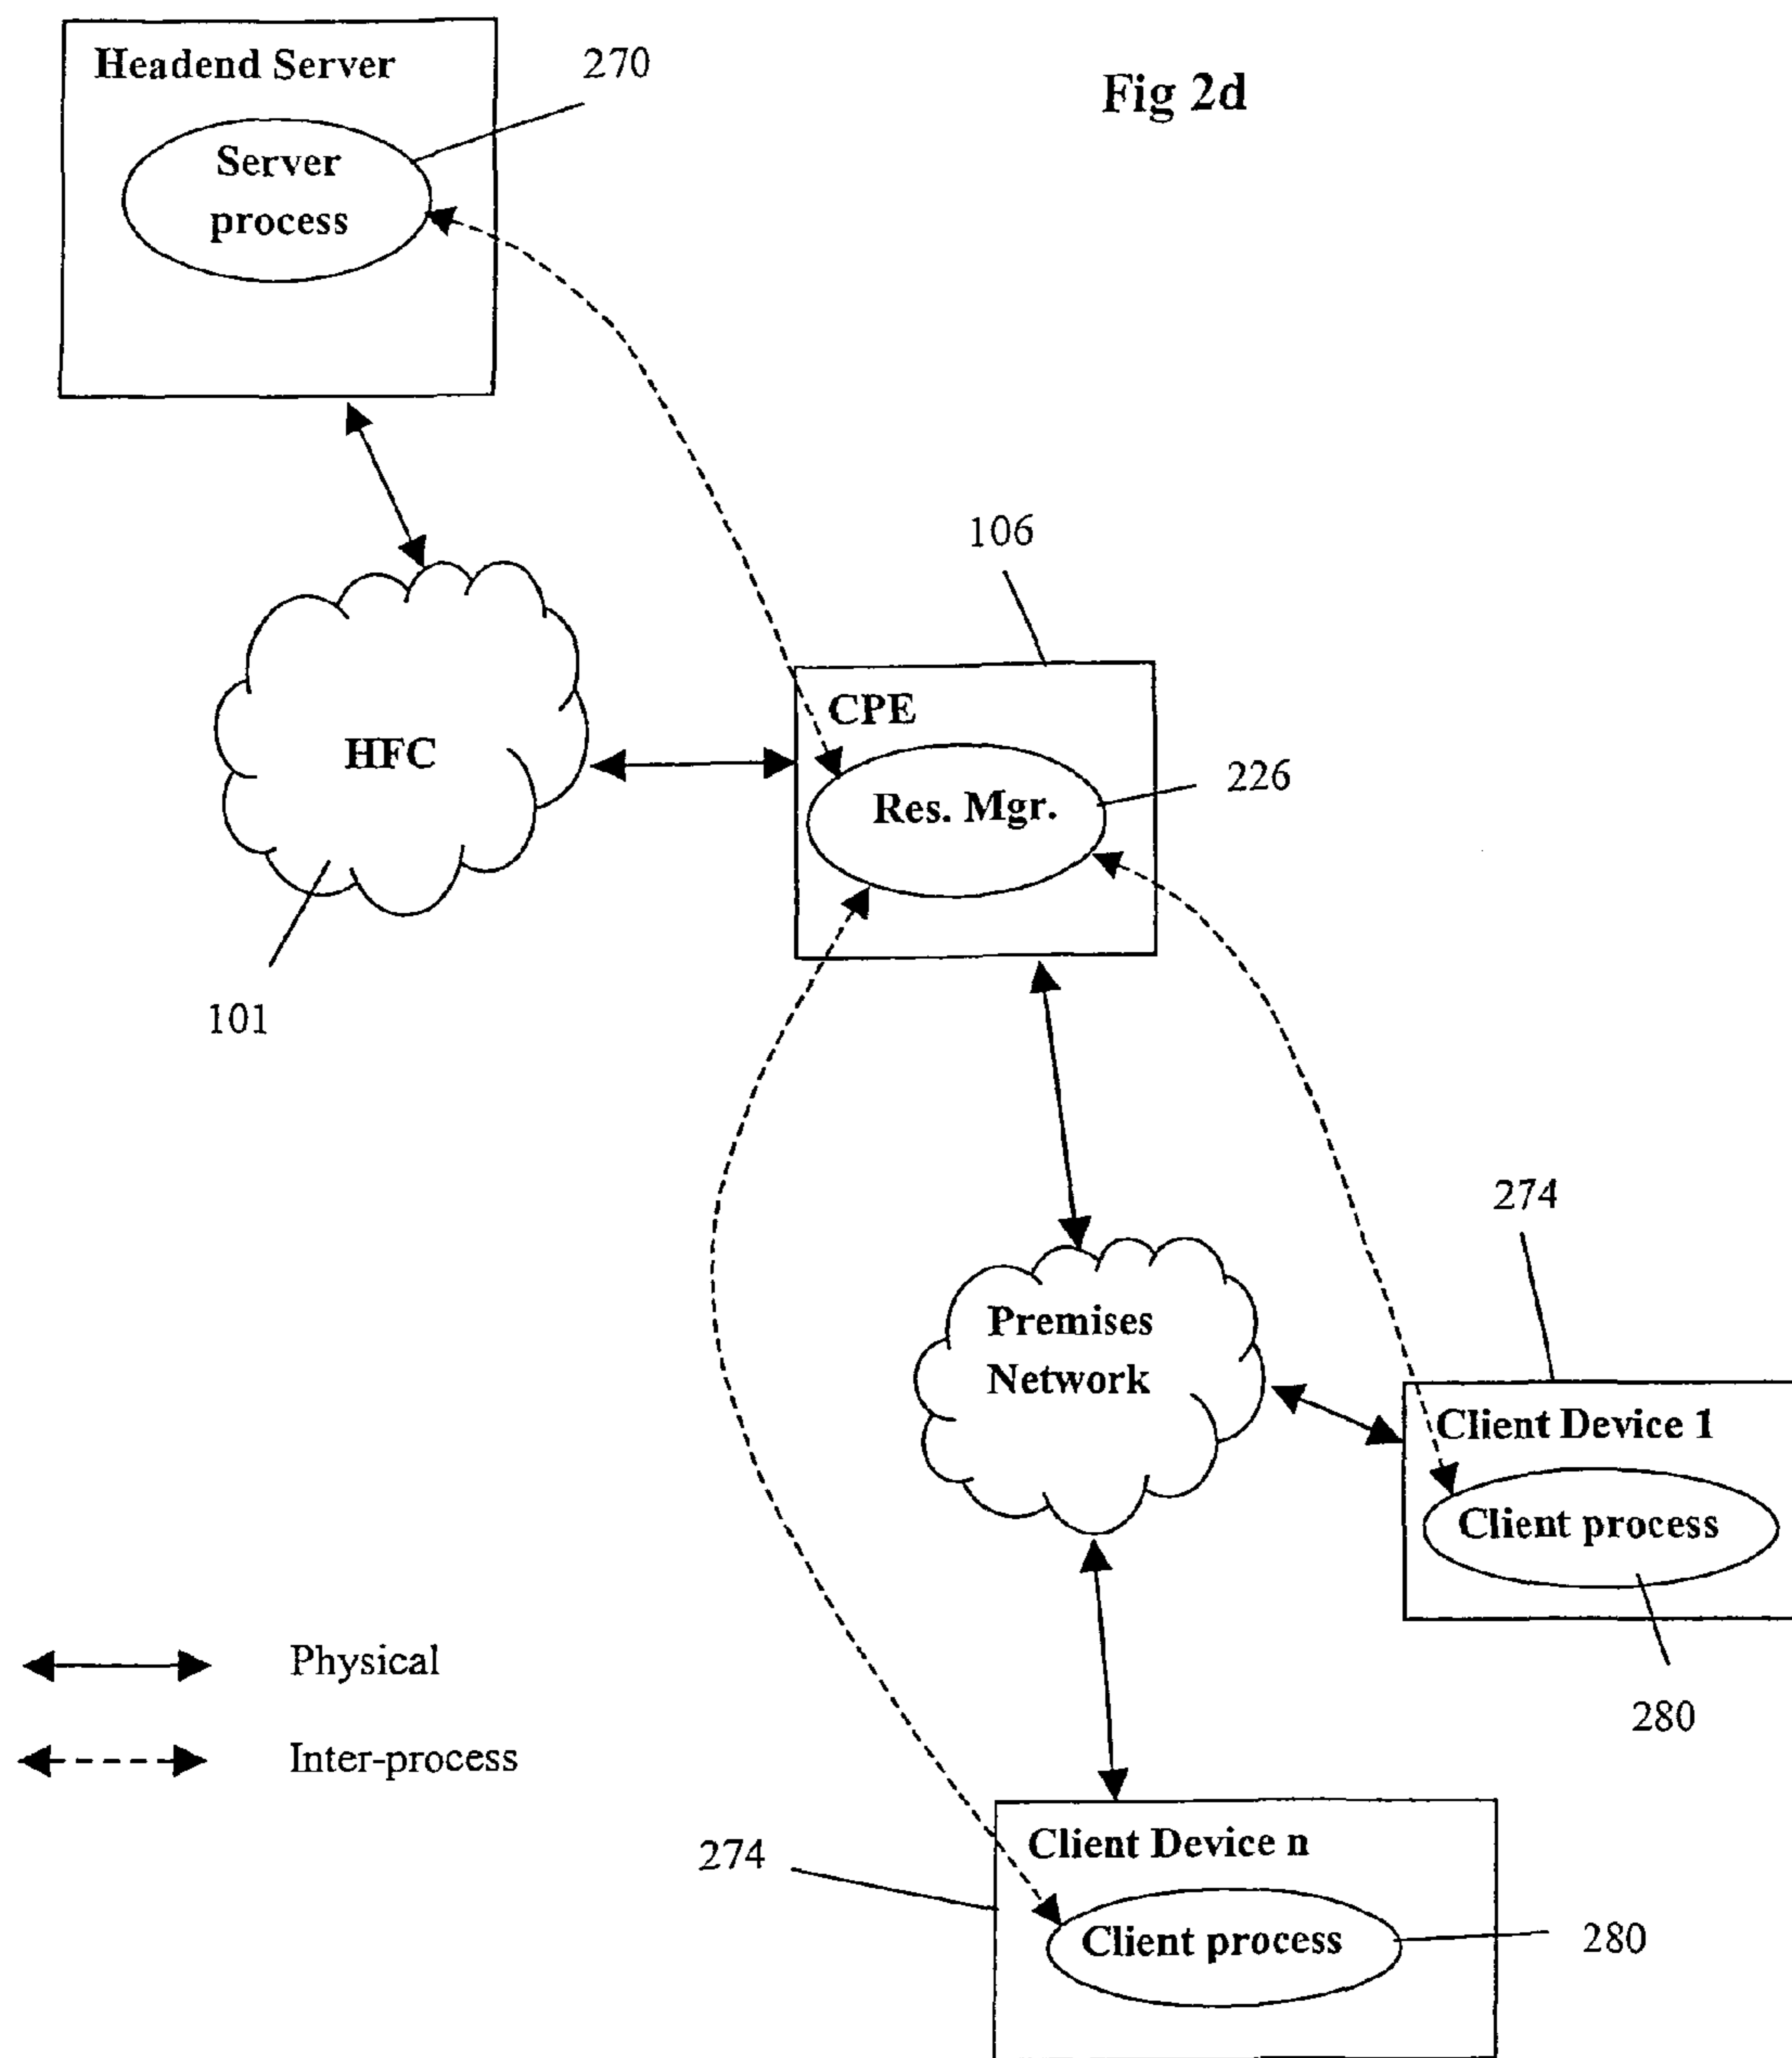 Headend Server
270
Fig 2d
Server
process
106
CPE
HFC
226
Res. Mgr.
101
274
Premises
Network
Client Device 1
Client process
280
Physical
Inter-process
Client Device n
274
Client process
280